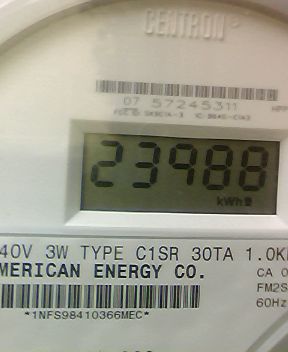 CENTRON
07 57245311
23988
kWh
40V 3W TYPE C1SR 30TA 1.0K
MERICAN ENERGY CO.
CA 0
FM2S
60Hz
*1NFS98410366MEC*